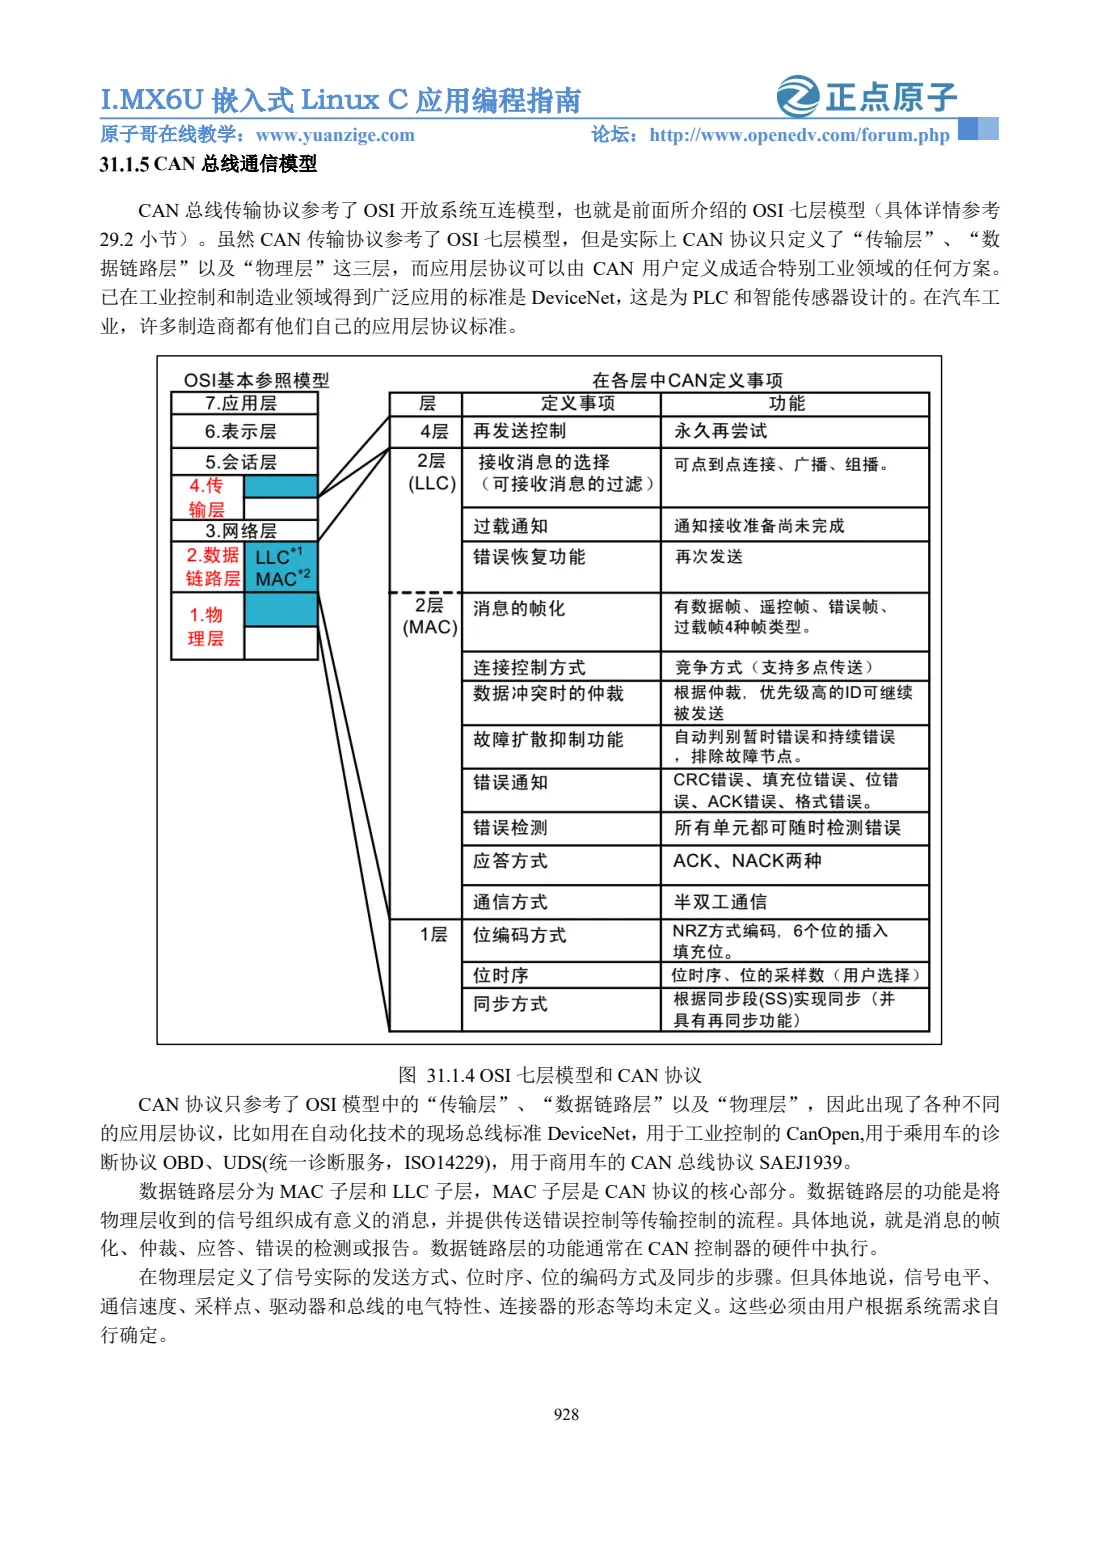 I.MX6U 嵌入式 Linux C 应用编程指南
正点原子
原子哥在线教学：www.yuanzige.com 论坛：http://www.openedv.com/forum.php
31.1.5 CAN 总线通信模型
CAN 总线传输协议参考了 OSI 开放系统互连模型，也就是前面所介绍的 OSI 七层模型（具体详情参考
29.2 小节）。虽然 CAN 传输协议参考了 OSI 七层模型，但是实际上 CAN 协议只定义了“传输层”、“数
据链路层”以及“物理层”这三层，而应用层协议可以由 CAN 用户定义成适合特别工业领域的任何方案。
已在工业控制和制造业领域得到广泛应用的标准是 DeviceNet，这是为 PLC 和智能传感器设计的。在汽车工
业，许多制造商都有他们自己的应用层协议标准。
OSI基本参照模型
7.应用层
6.表示层
5.会话层
4.传
输层
3.网络层
2.数据
链路层
LLC*1
MAC*2
1.物
理层
在各层中CAN定义事项
层 定义事项 功能
4层 再发送控制 永久再尝试
2层
(LLC)
接收消息的选择
（可接收消息的过滤）
可点到点连接、广播、组播。
过载通知 通知接收准备尚未完成
错误恢复功能 再次发送
2层
(MAC)
消息的帧化
有数据帧、遥控帧、错误帧、
过载帧4种帧类型。
连接控制方式 竞争方式（支持多点传送）
数据冲突时的仲裁
根据仲裁，优先级高的ID可继续
被发送
故障扩散抑制功能
自动判别暂时错误和持续错误
，排除故障节点。
错误通知
CRC错误、填充位错误、位错
误、ACK错误、格式错误。
错误检测 所有单元都可随时检测错误
应答方式 ACK、NACK两种
通信方式 半双工通信
1层 位编码方式
NRZ方式编码，6个位的插入
填充位。
位时序 位时序、位的采样数（用户选择）
同步方式
根据同步段(SS)实现同步（并
具有再同步功能）
图 31.1.4 OSI 七层模型和 CAN 协议
CAN 协议只参考了 OSI 模型中的“传输层”、“数据链路层”以及“物理层”，因此出现了各种不同
的应用层协议，比如用在自动化技术的现场总线标准 DeviceNet，用于工业控制的 CanOpen,用于乘用车的诊
断协议 OBD、UDS(统一诊断服务，ISO14229)，用于商用车的 CAN 总线协议 SAEJ1939。
数据链路层分为 MAC 子层和 LLC 子层，MAC 子层是 CAN 协议的核心部分。数据链路层的功能是将
物理层收到的信号组织成有意义的消息，并提供传送错误控制等传输控制的流程。具体地说，就是消息的帧
化、仲裁、应答、错误的检测或报告。数据链路层的功能通常在 CAN 控制器的硬件中执行。
在物理层定义了信号实际的发送方式、位时序、位的编码方式及同步的步骤。但具体地说，信号电平、
通信速度、采样点、驱动器和总线的电气特性、连接器的形态等均未定义。这些必须由用户根据系统需求自
行确定。
928